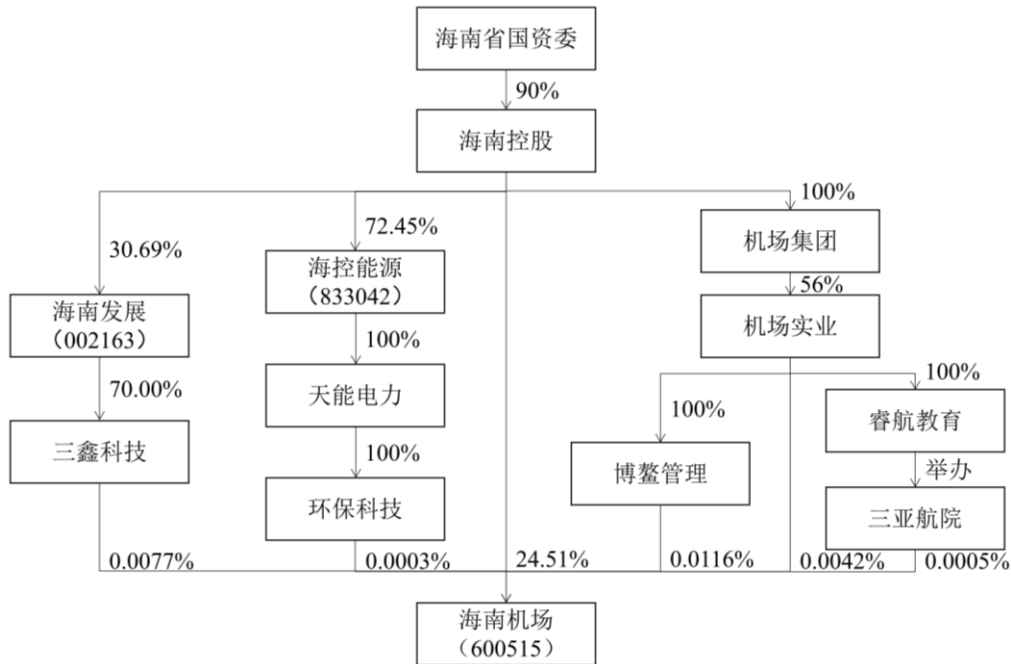 海南省国资委
90%
海南控股
100%
72.45%
30.69%
机场集团
海控能源
（833042）
56%
海南发展
（002163）
机场实业
100%
100%
70.00%
天能电力
100%
睿航教育
三鑫科技
100%
博鳌管理
举办
环保科技
三亚航院
0.0077%
0.0003%
24.51%
0.0116%
0.0042%
0.0005%
海南机场
（600515）